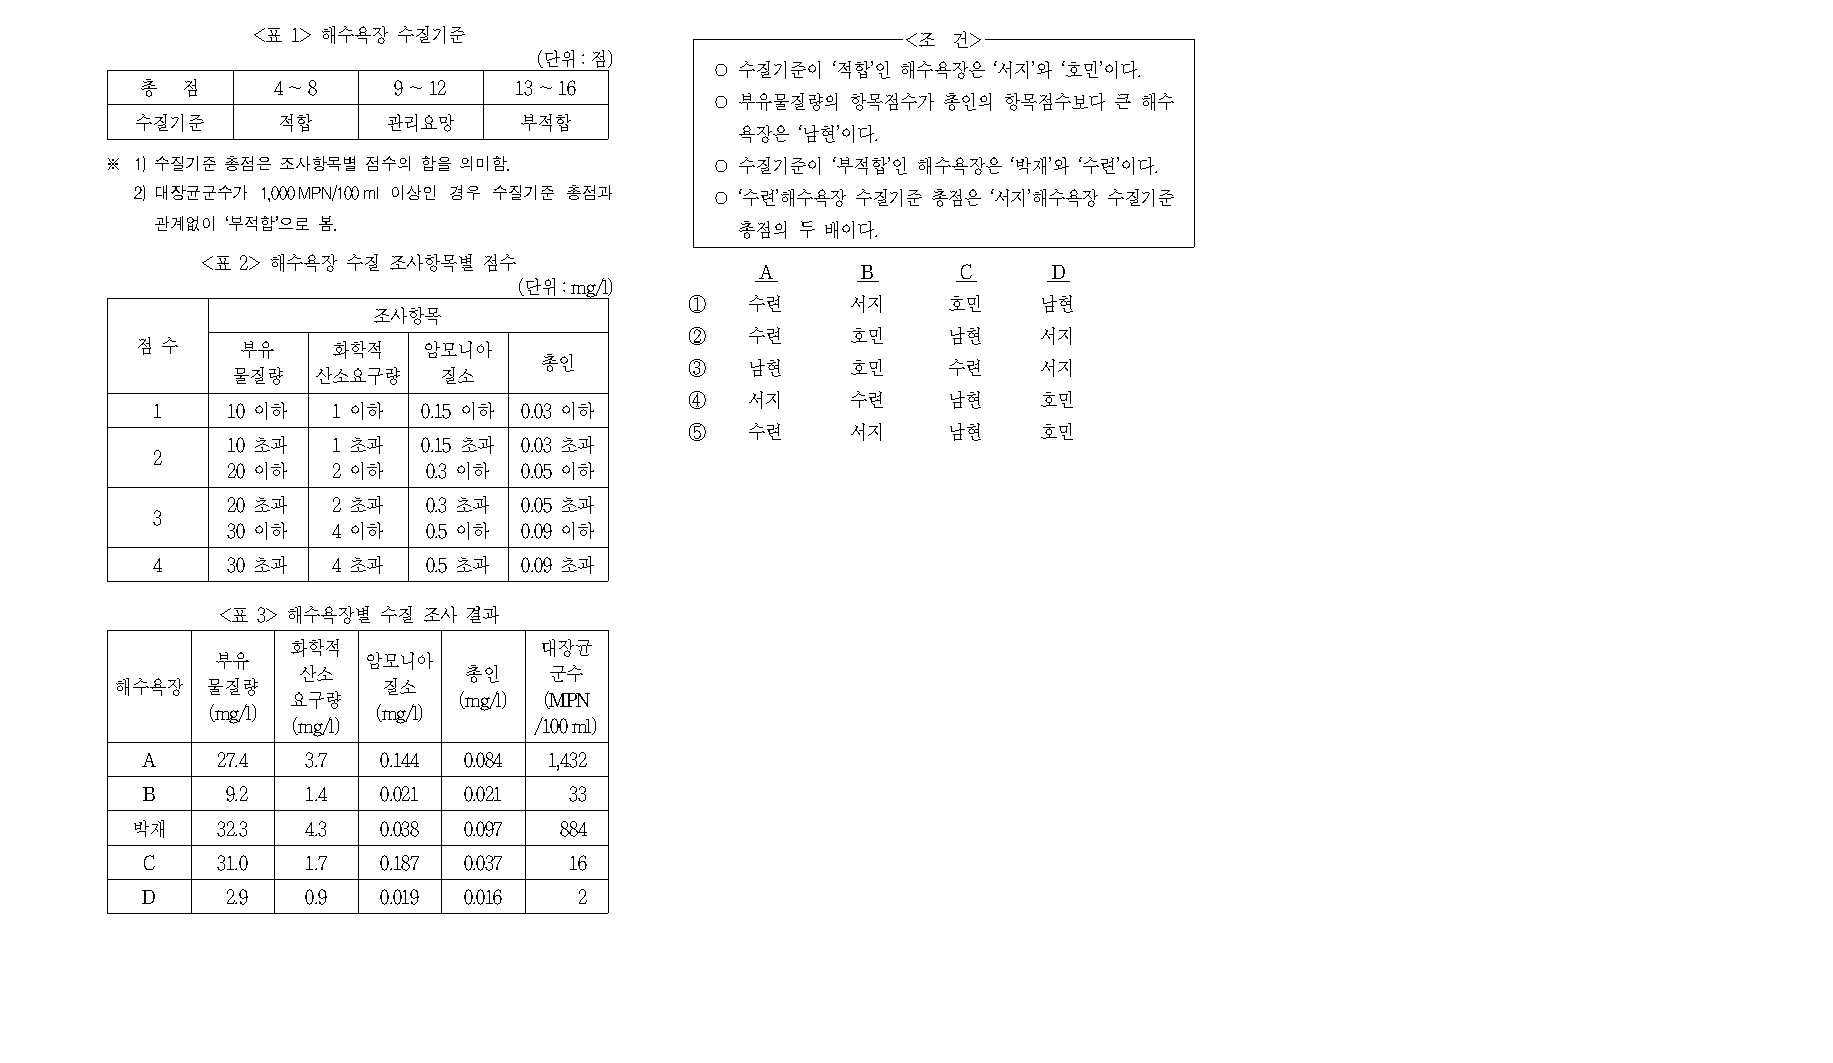 <표 1> 해수욕장 수질기준
(단위 : 점)
총 점 4 ~ 8 9 ~ 12 13 ~ 16
수질기준 적합 관리요망 부적합
※ 1) 수질기준 총점은 조사항목별 점수의 합을 의미함.
2) 대장균군수가 1,000 MPN/100 ml 이상인 경우 수질기준 총점과
관계없이 ‘부적합’으로 봄.
<표 2> 해수욕장 수질 조사항목별 점수
(단위 : mg/l)
점 수 조사항목
부유
물질량 화학적
산소요구량 암모니아
질소 총인
1 10 이하 1 이하 0.15 이하 0.03 이하
2 10 초과
20 이하 1 초과
2 이하 0.15 초과
0.3 이하 0.03 초과
0.05 이하
3 20 초과
30 이하 2 초과
4 이하 0.3 초과
0.5 이하 0.05 초과
0.09 이하
4 30 초과 4 초과 0.5 초과 0.09 초과
<표 3> 해수욕장별 수질 조사 결과
해수욕장 부유
물질량
(mg/l) 화학적
산소
요구량
(mg/l) 암모니아
질소
(mg/l) 총인
(mg/l) 대장균
군수
(MPN
/100 ml)
A 27.4 3.7 0.144 0.084 1,432
B 9.2 1.4 0.021 0.021 33
박재 32.3 4.3 0.038 0.097 884
C 31.0 1.7 0.187 0.037 16
D 2.9 0.9 0.019 0.016 2
<조 건>
○ 수질기준이 ‘적합’인 해수욕장은 ‘서지’와 ‘호민’이다.
○ 부유물질량의 항목점수가 총인의 항목점수보다 큰 해수
욕장은 ‘남현’이다.
○ 수질기준이 ‘부적합’인 해수욕장은 ‘박재’와 ‘수련’이다.
○ ‘수련’해수욕장 수질기준 총점은 ‘서지’해수욕장 수질기준
총점의 두 배이다.
A B C D
① 수련 서지 호민 남현
② 수련 호민 남현 서지
③ 남현 호민 수련 서지
④ 서지 수련 남현 호민
⑤ 수련 서지 남현 호민